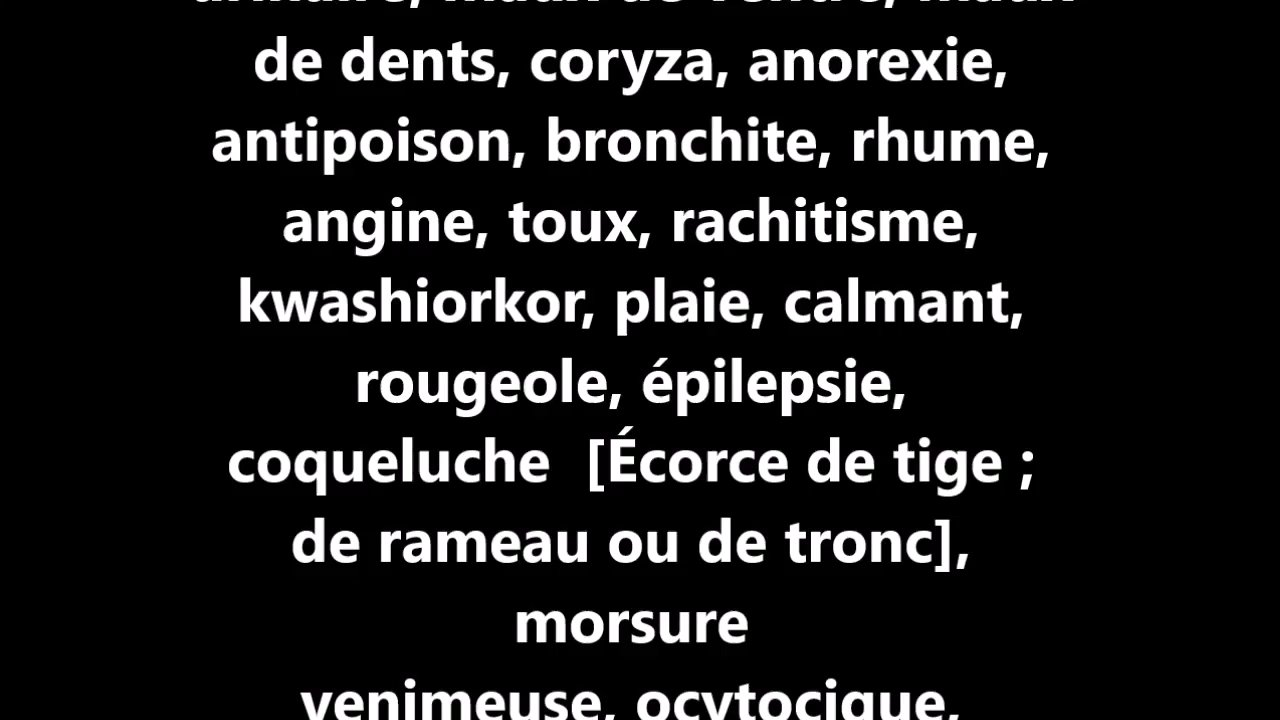 de dents, coryza, anorexie,
antipoison, bronchite, rhume,
angine, toux, rachitisme,
kwashiorkor, plaie, calmant,
rougeole, épilepsie,
coqueluche [Écorce de tige ;
de rameau ou de tronc],
morsure
venimeuse, ocytocique,